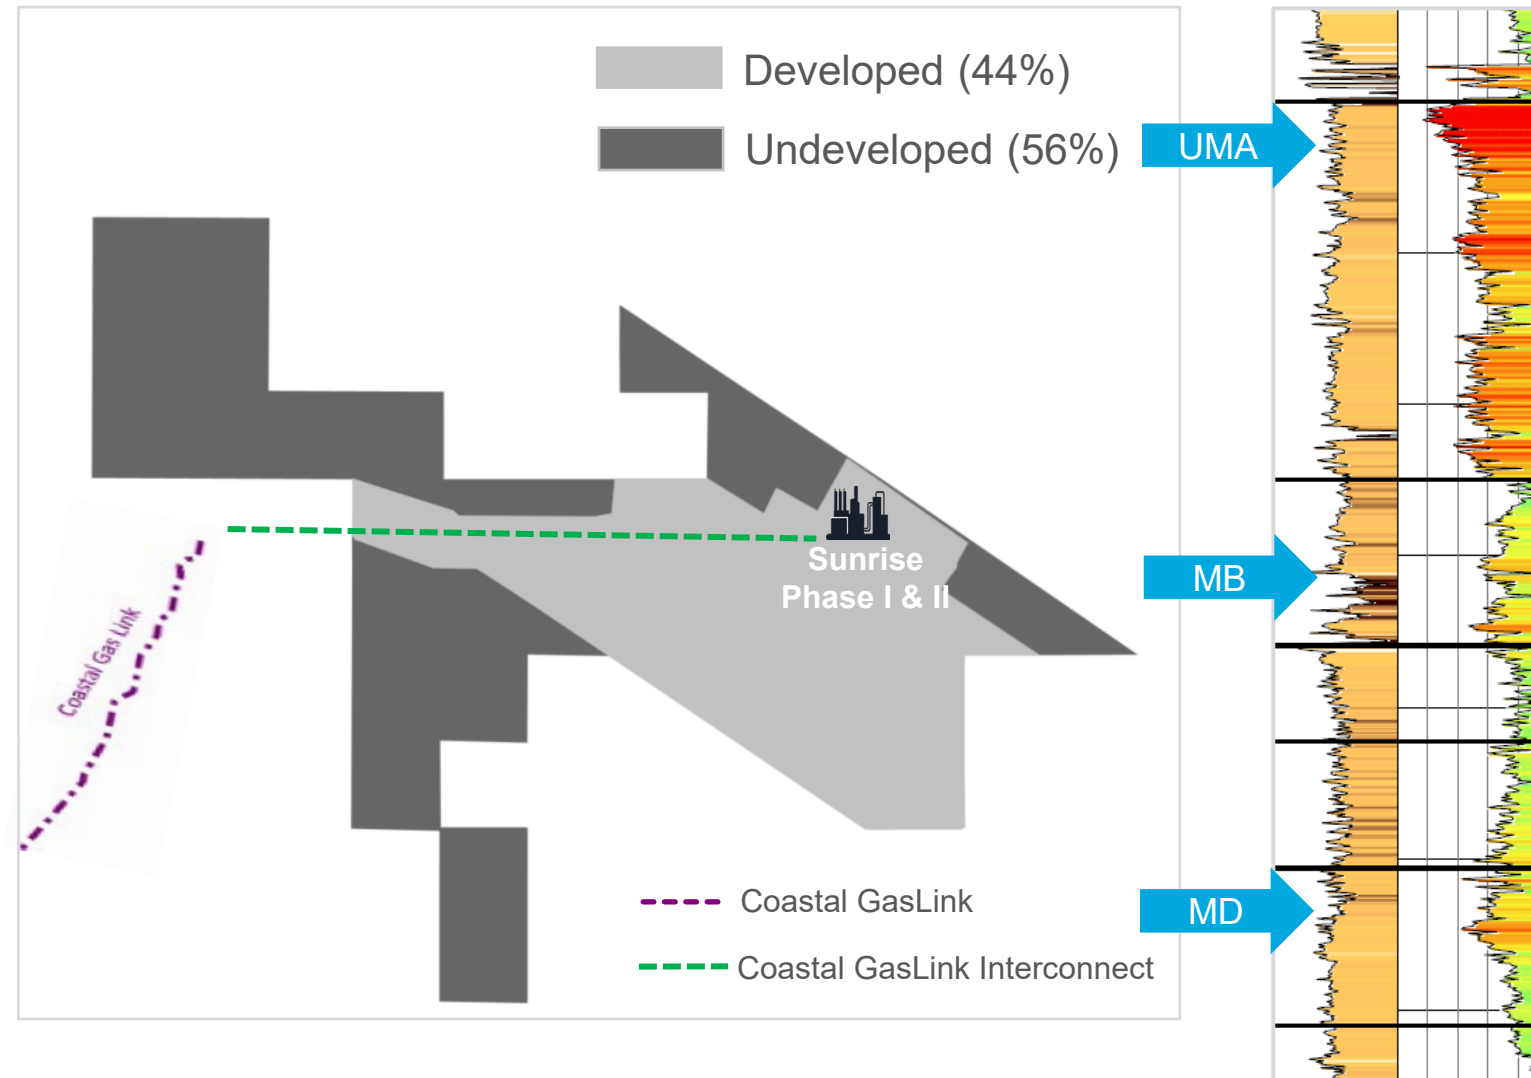 Developed (44%)
Undeveloped (56%)
UMA
Sunrise
Phase I & II
MB
Coastal Gas Link
Coastal GasLink
MD
Coastal GasLink Interconnect